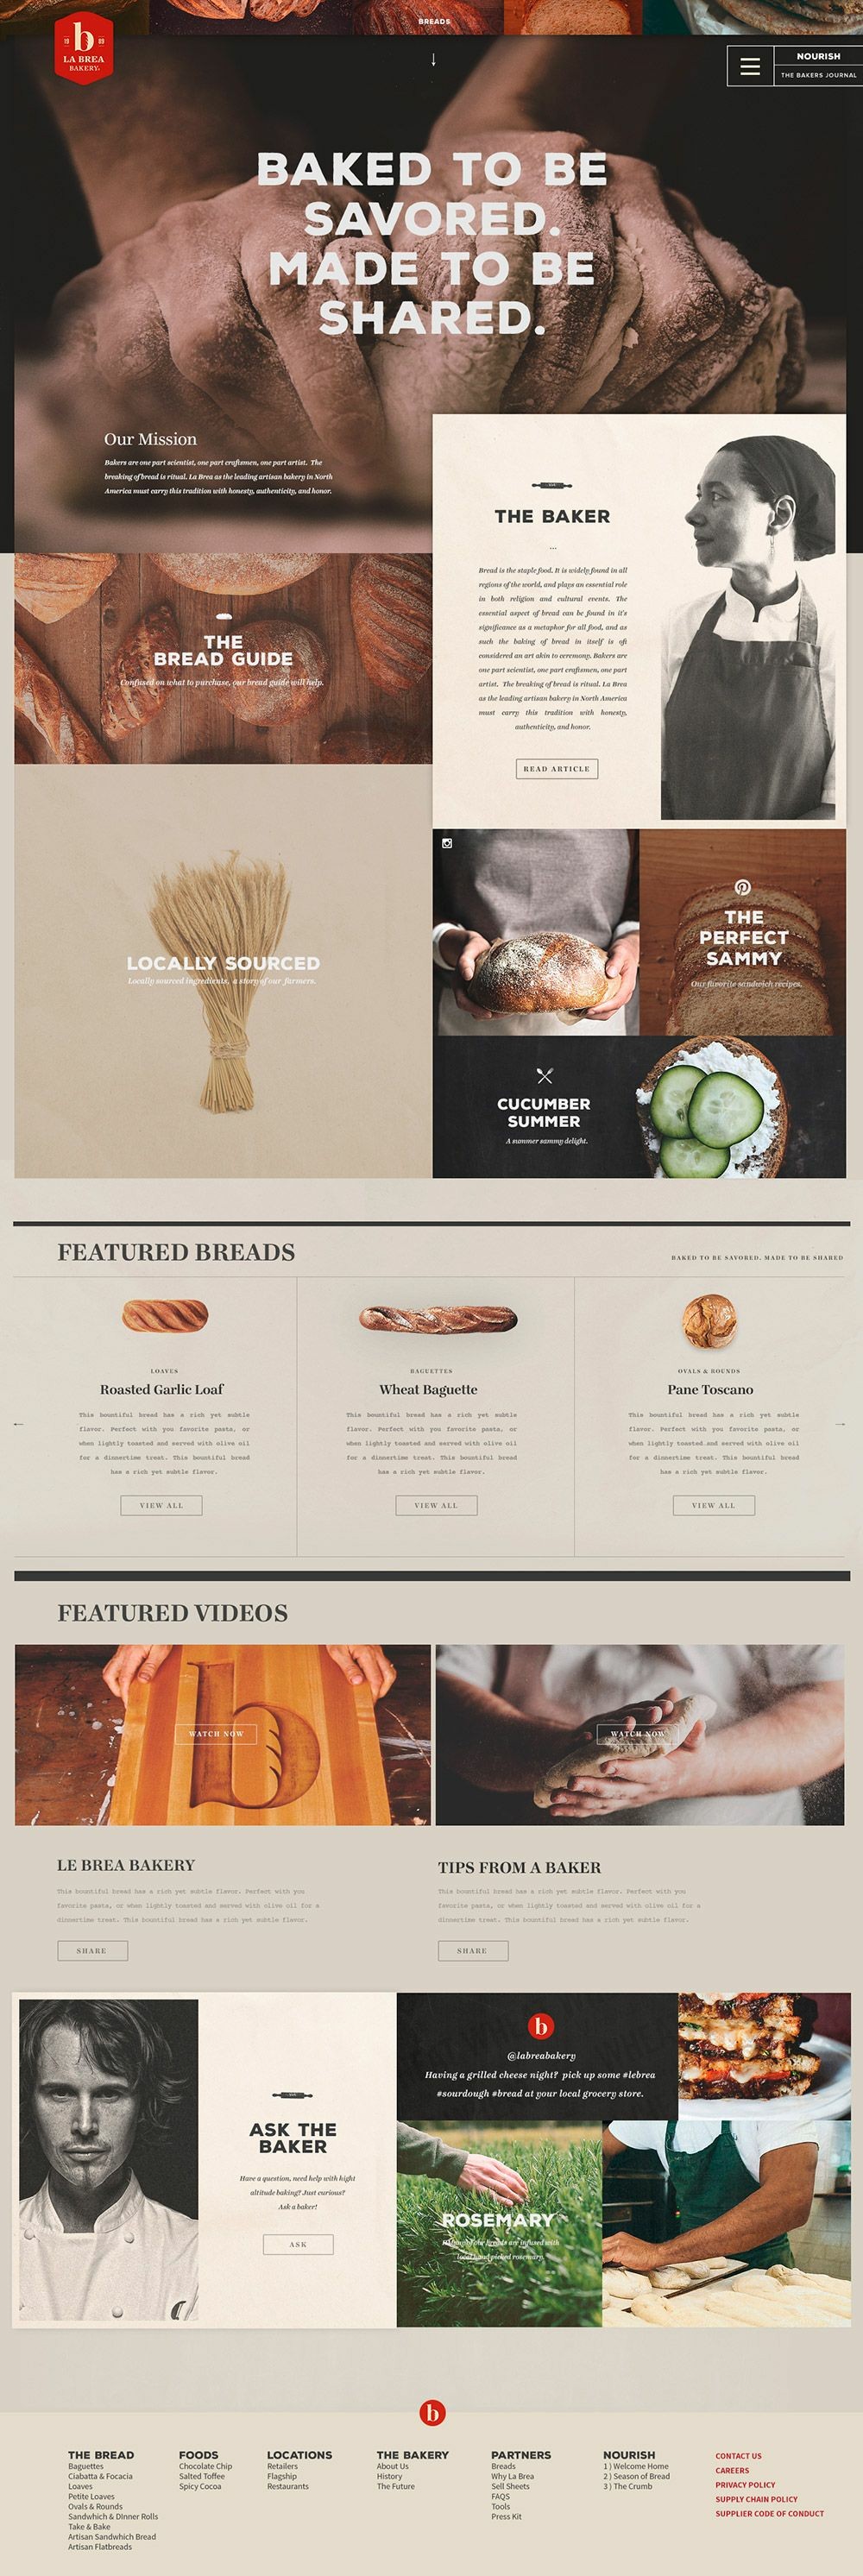 BREADS
b
19 89
LA BREA
BAKERY.
NOURISH
THE BAKERS JOURNAL
BAKED TO BE
SAVORED.
MADE TO BE
SHARED.
Our Mission
Bakers are one part scientist, one part craftsmen, one part artist. The
breaking of bread is ritual. La Brea as the leading artisan bakery in North
America must carry this tradition with honesty, authenticity, and honor.
THE BAKER
...
Bread is the staple food. It is widely found in all
regions of the world, and plays an essential role
in both religion and cultural events. The
essential aspect of bread can be found in it's
significance as a metaphor for all food, and as
such the baking of bread in itself is oft
considered an art akin to ceremony. Bakers are
one part scientist, one part craftsmen, one part
artist. The breaking of bread is ritual. La Brea
as the leading artisan bakery in North America
must carry this tradition with honesty,
authenticity, and honor.
READ ARTICLE
THE
BREAD GUIDE
Confused on what to purchase, our bread guide will help.
LOCALLY SOURCED
Locally sourced ingredients, a story of our farmers.
THE
PERFECT
SAMMY
Our favorite sandwich recipes.
CUCUMBER
SUMMER
A summer sammy delight.
FEATURED BREADS
BAKED TO BE SAVORED. MADE TO BE SHARED
LOAVES
Roasted Garlic Loaf
This bountiful bread has a rich yet subtle
flavor. Perfect with you favorite pasta, or
when lightly toasted and served with olive oil
for a dinnertime treat. This bountiful bread
has a rich yet subtle flavor.
VIEW ALL
BAGUETTES
Wheat Baguette
This bountiful bread has a rich yet subtle
flavor. Perfect with you favorite pasta, or
when lightly toasted and served with olive oil
for a dinnertime treat. This bountiful bread
has a rich yet subtle flavor.
VIEW ALL
OVALS & ROUNDS
Pane Toscano
This bountiful bread has a rich yet subtle
flavor. Perfect with you favorite pasta, or
when lightly toasted and served with olive oil
for a dinnertime treat. This bountiful bread
has a rich yet subtle flavor.
VIEW ALL
FEATURED VIDEOS
WATCH NOW
WATCH NOW
LE BREA BAKERY
This bountiful bread has a rich yet subtle flavor. Perfect with you
favorite pasta, or when lightly toasted and served with olive oil for a
dinnertime treat. This bountiful bread has a rich yet subtle flavor.
SHARE
TIPS FROM A BAKER
This bountiful bread has a rich yet subtle flavor. Perfect with you
favorite pasta, or when lightly toasted and served with olive oil for a
dinnertime treat. This bountiful bread has a rich yet subtle flavor.
SHARE
ASK THE
BAKER
Have a question, need help with hight
altitude baking? Just curious?
Ask a baker!
ASK
b
@labreabakery
Having a grilled cheese night? pick up some #lebrea
#sourdough #bread at your local grocery store.
ROSEMARY
breads are infused with
local hand picked rosemary.
b
THE BREAD
Baguettes
Ciabatta & Focacia
Loaves
Petite Loaves
Ovals & Rounds
Sandwhich & DInner Rolls
Take & Bake
Artisan Sandwhich Bread
Artisan Flatbreads
FOODS
Chocolate Chip
Salted Toffee
Spicy Cocoa
LOCATIONS
Retailers
Flagship
Restaurants
THE BAKERY
About Us
History
The Future
PARTNERS
Breads
Why La Brea
Sell Sheets
FAQS
Tools
Press Kit
NOURISH
1 ) Welcome Home
2 ) Season of Bread
3 ) The Crumb
CONTACT US
CAREERS
PRIVACY POLICY
SUPPLY CHAIN POLICY
SUPPLIER CODE OF CONDUCT